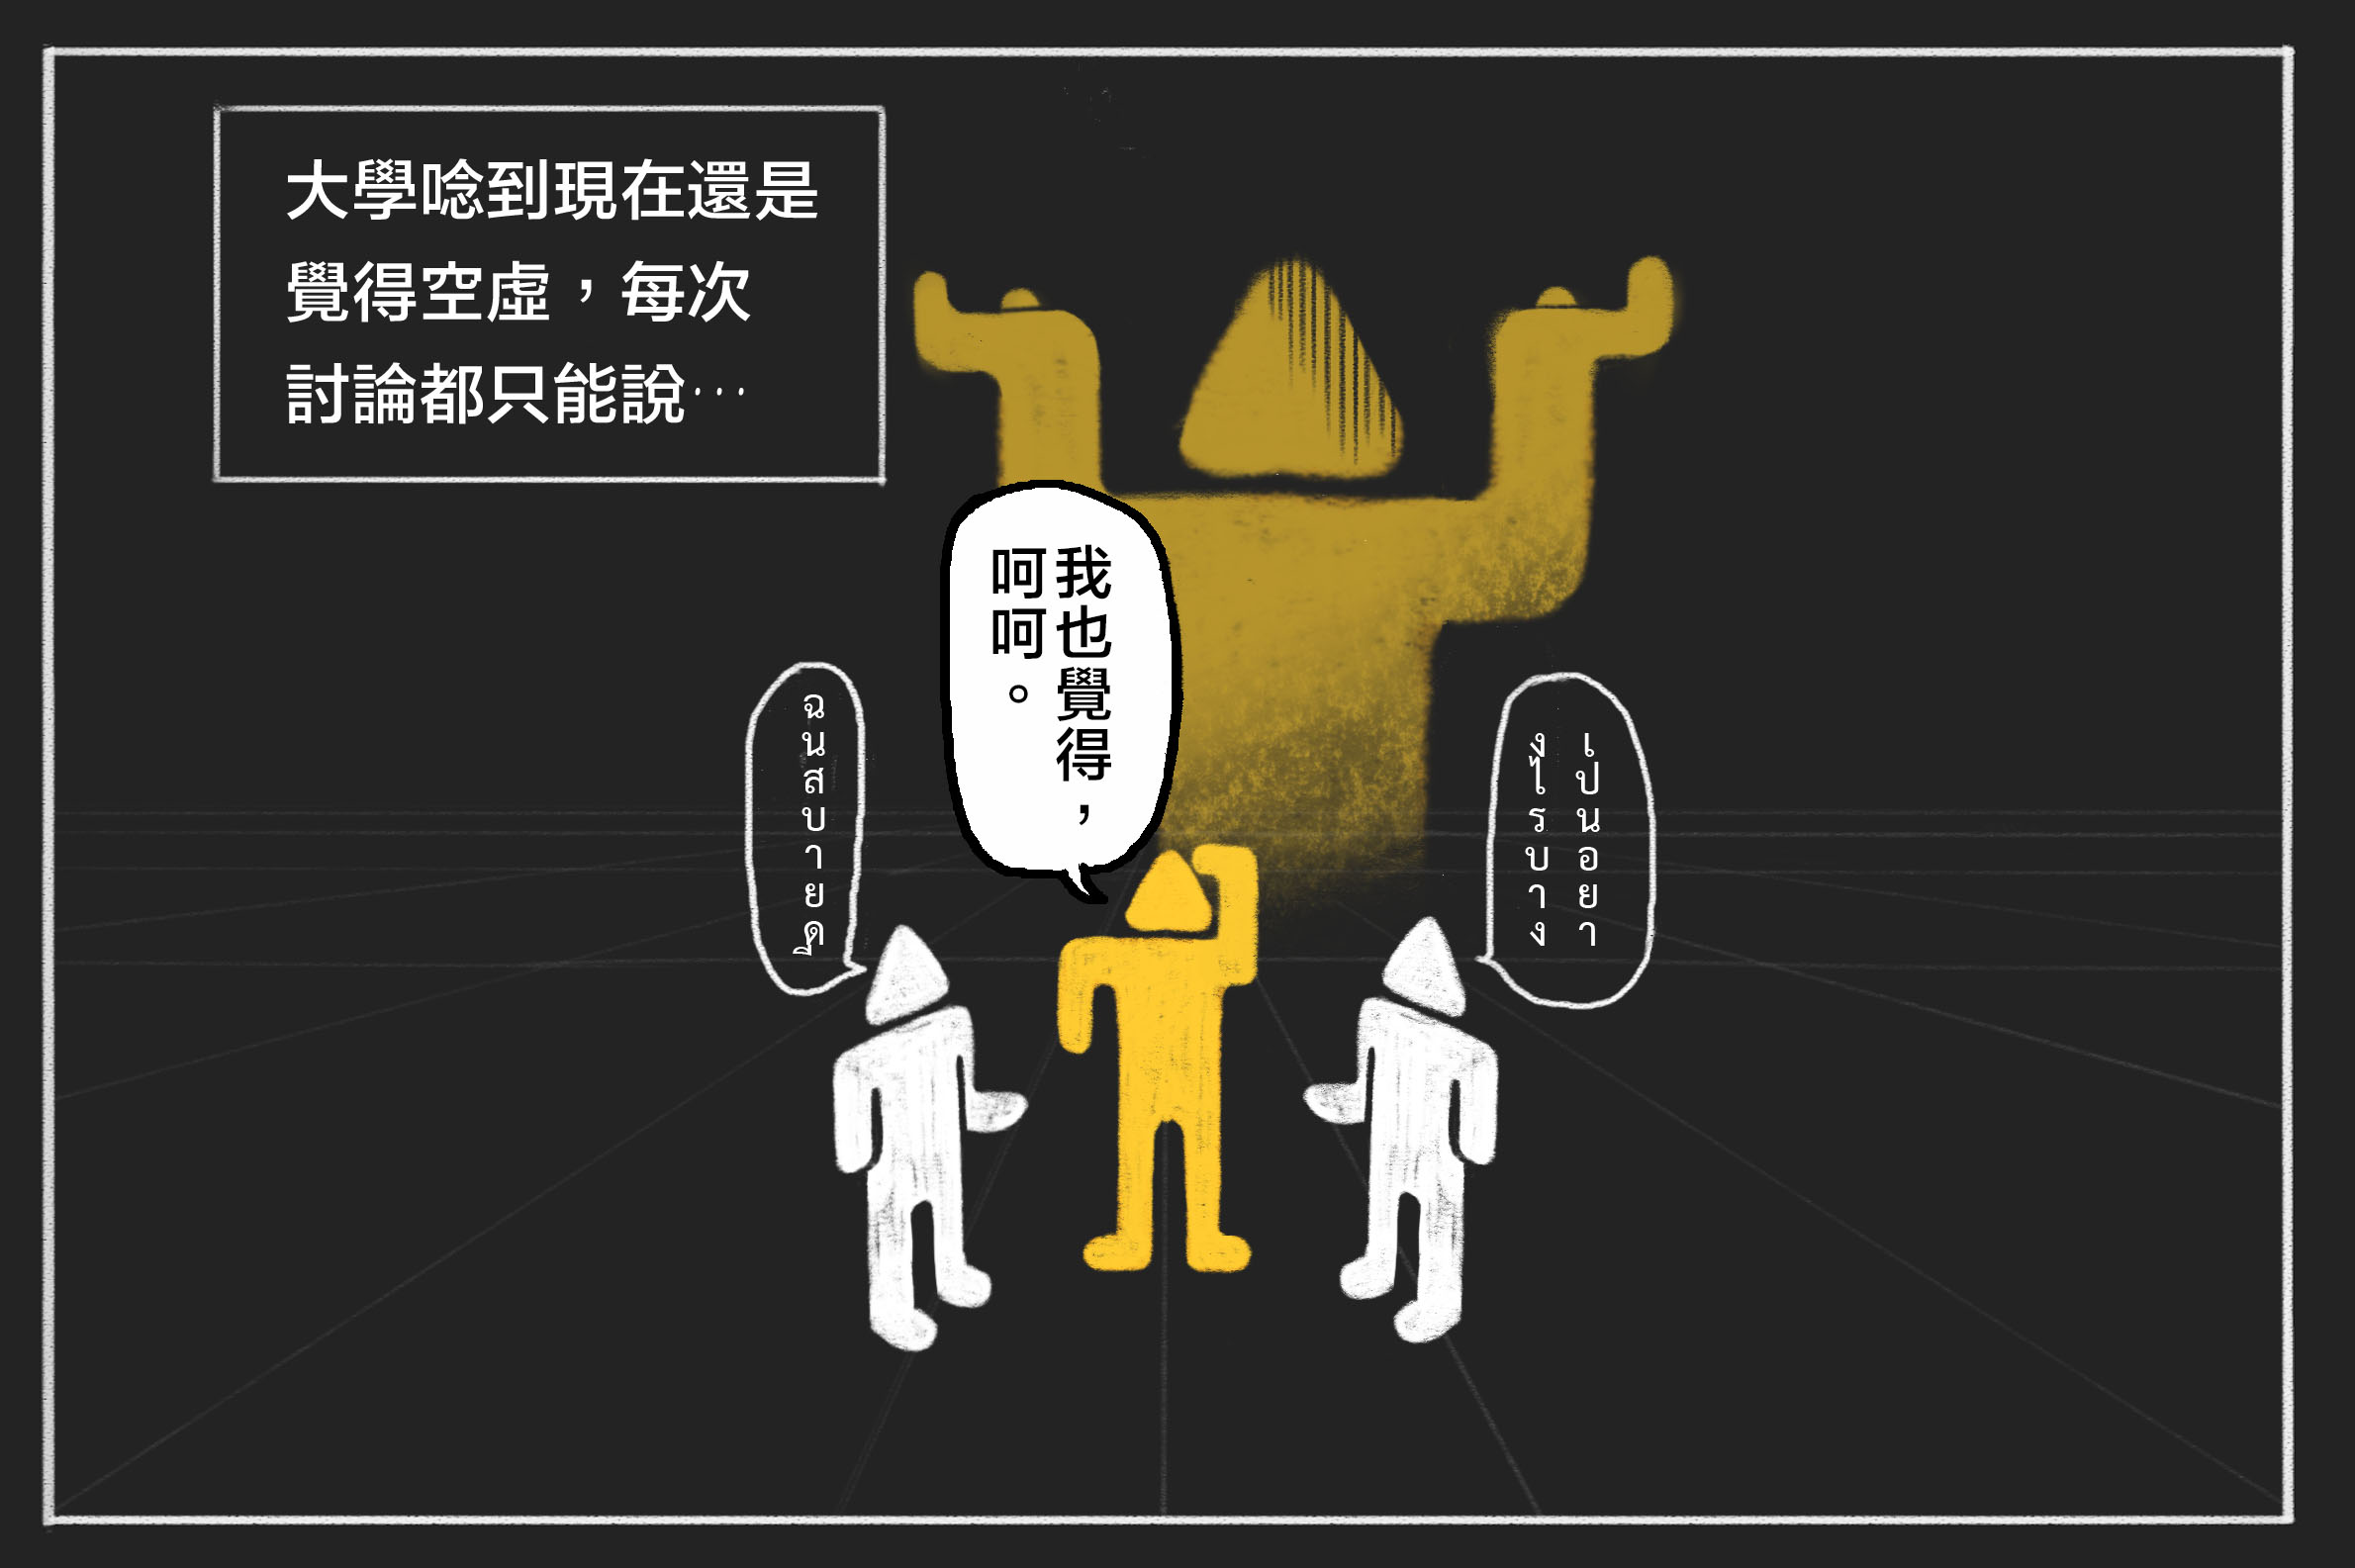 大學唸到現在還是
覺得空虛，每次
討論都只能說…
我也覺得，
呵呵。
ฉนสบายดี
เปนอยา
งไรบาง